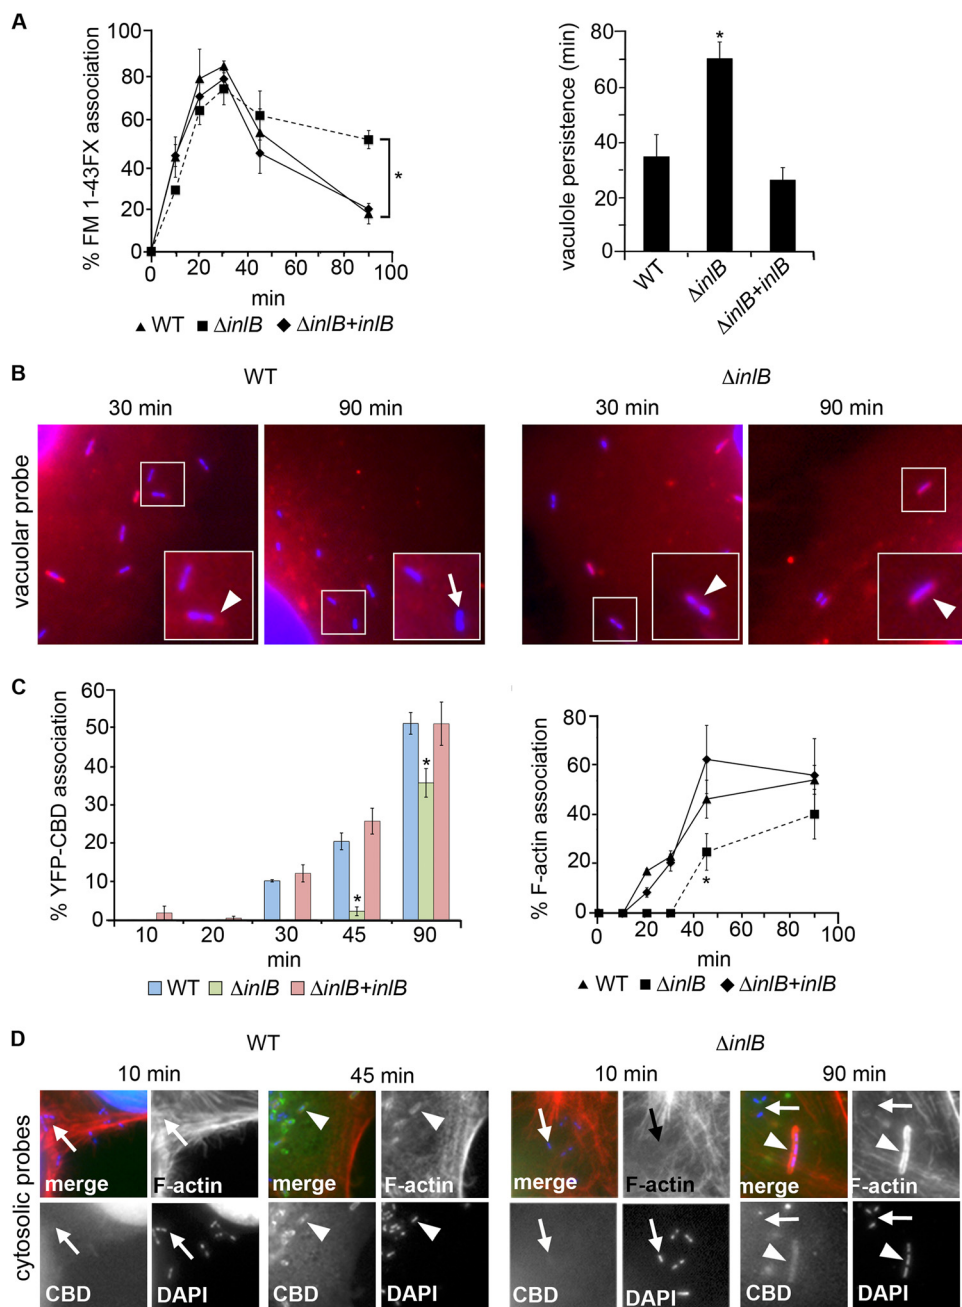 A
% FM 1-43FX association
100
80
60
40
20
0
0 20 40 60 80 100
min
▲ WT ■ ΔinlB ◆ ΔinlB+inlB
*
vaculole persistence (min)
80
60
40
20
0
*
WT
ΔinlB
ΔinlB+inlB
B
WT
ΔinlB
30 min
90 min
30 min
90 min
vacuolar probe
C
% YFP-CBD association
60
50
40
30
20
10
0
*
*
10 20 30 45 90
min
WT ΔinlB ΔinlB+inlB
% F-actin association
80
60
40
20
0
*
0 20 40 60 80 100
min
▲ WT ■ ΔinlB ◆ ΔinlB+inlB
D
WT
ΔinlB
10 min
45 min
10 min
90 min
cytosolic probes
merge F-actin merge F-actin merge F-actin merge F-actin
CBD DAPI CBD DAPI CBD DAPI CBD DAPI